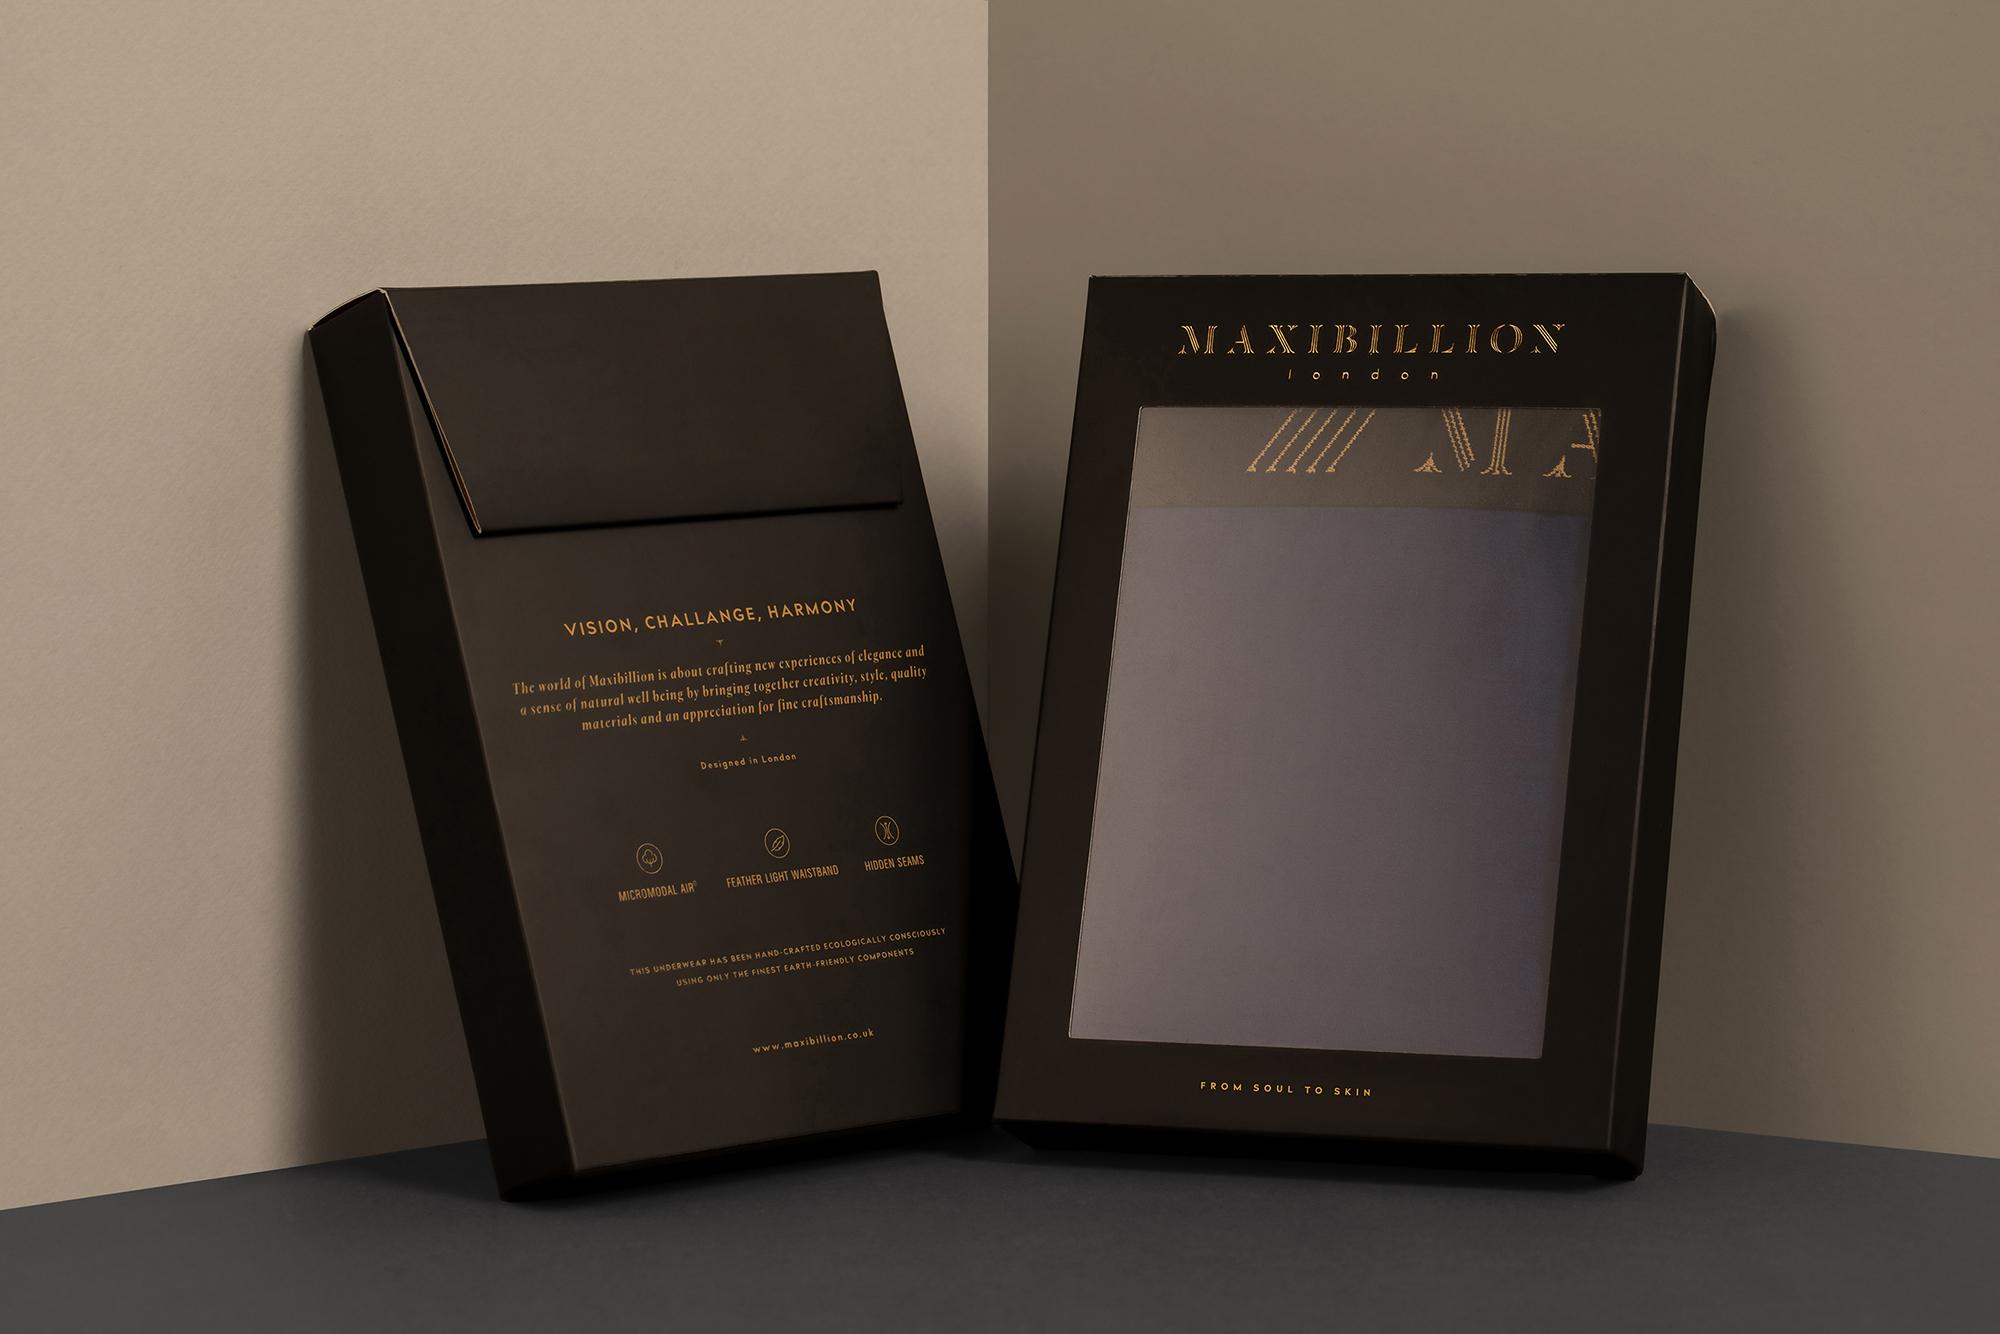 VISION, CHALLANGE, HARMONY
The world of Maxibillion is about crafting new experiences of elegance and
a sense of natural well being by bringing together creativity, style, quality
materials and an appreciation for fine craftsmanship.
Designed in London
MICROMODAL AIR®
FEATHER LIGHT WAISTBAND
HIDDEN SEAMS
THIS UNDERWEAR HAS BEEN HAND-CRAFTED ECOLOGICALLY CONSCIOUSLY
USING ONLY THE FINEST EARTH-FRIENDLY COMPONENTS
www.maxibillion.co.uk
MAXIBILLION
london
MA
FROM SOUL TO SKIN